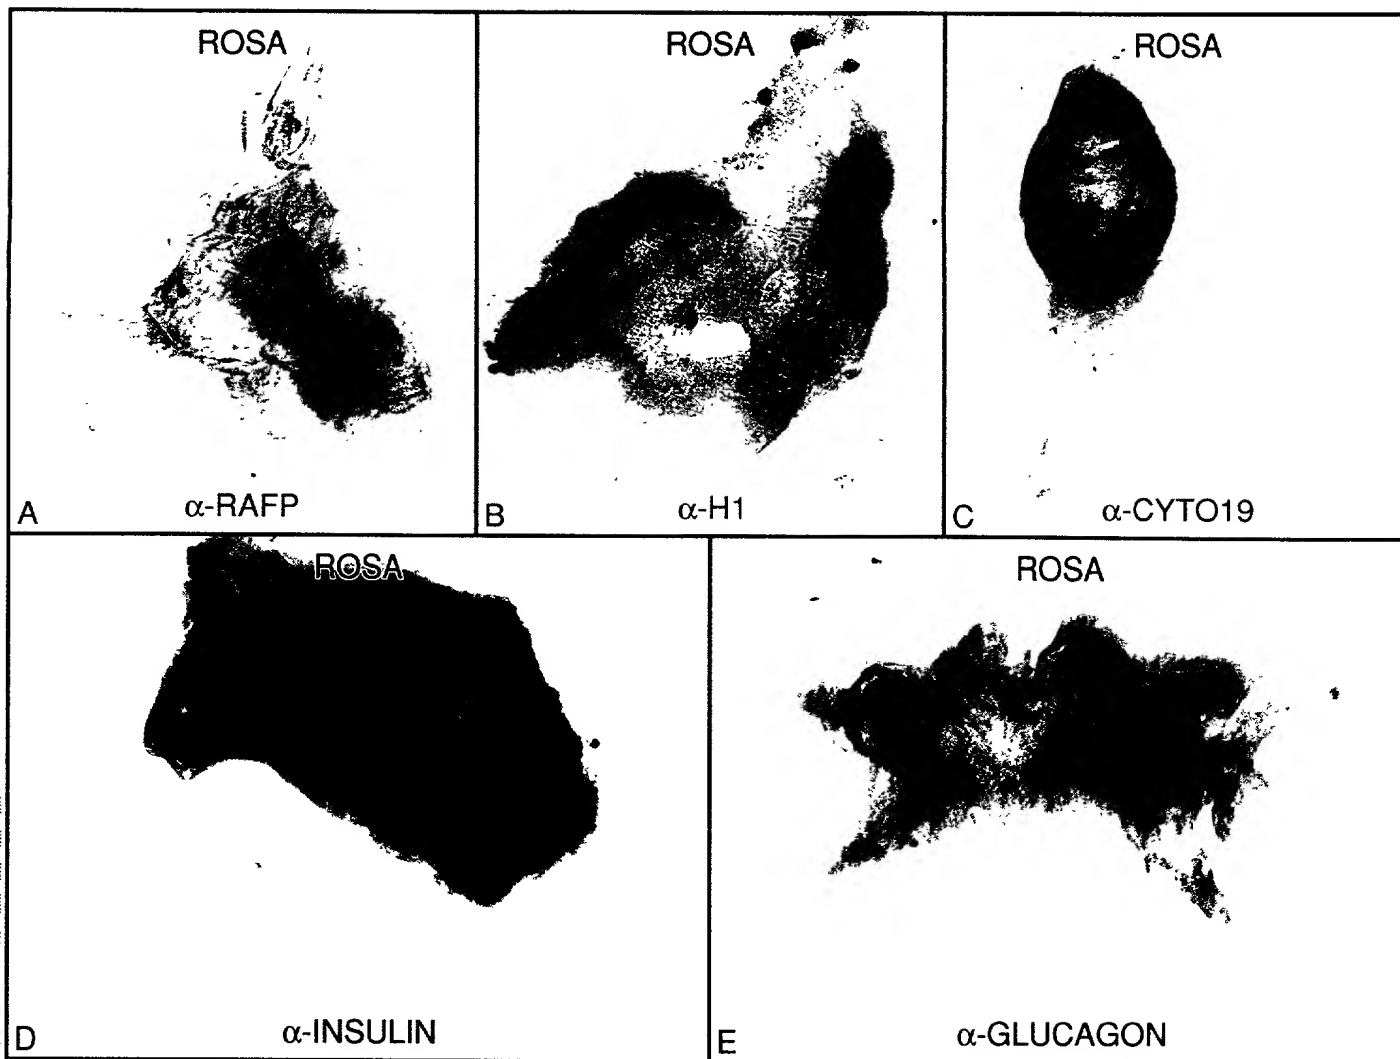 ROSA
A
α-RAFP
ROSA
B
α-H1
ROSA
C
α-CYTO19
ROSA
D
α-INSULIN
ROSA
E
α-GLUCAGON